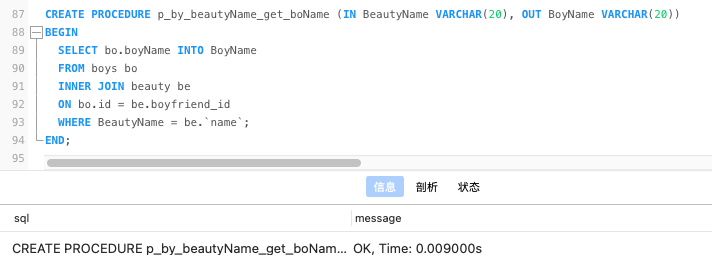 87 CREATE PROCEDURE p_by_beautyName_get_boName (IN BeautyName VARCHAR(20), OUT BoyName VARCHAR(20))
88 BEGIN
89 SELECT bo.boyName INTO BoyName
90 FROM boys bo
91 INNER JOIN beauty be
92 ON bo.id = be.boyfriend_id
93 WHERE BeautyName = be.`name`;
94 END;
95
信息 剖析 状态
sql message
CREATE PROCEDURE p_by_beautyName_get_boNam... OK, Time: 0.009000s